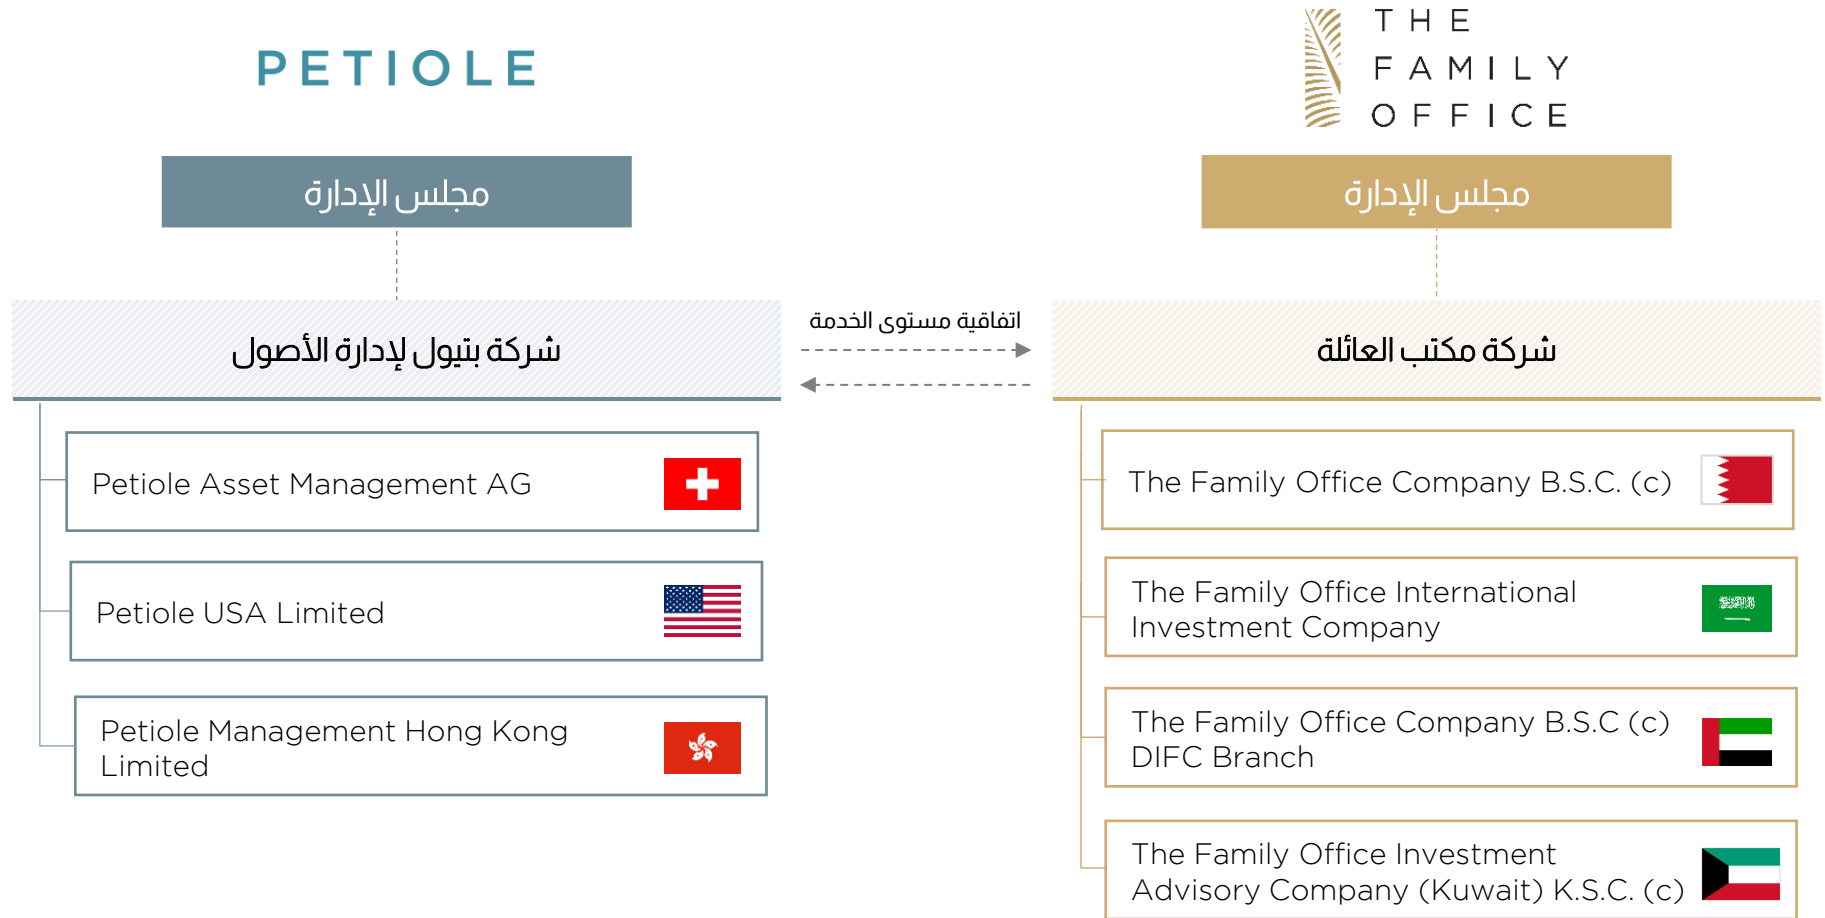 PETIOLE
THE
FAMILY
OFFICE
مجلس الإدارة
مجلس الإدارة
شركة بتيول لإدارة الأصول
اتفاقية مستوى الخدمة
شركة مكتب العائلة
Petiole Asset Management AG
Petiole USA Limited
Petiole Management Hong Kong
Limited
The Family Office Company B.S.C. (c)
The Family Office International
Investment Company
The Family Office Company B.S.C (c)
DIFC Branch
The Family Office Investment
Advisory Company (Kuwait) K.S.C. (c)